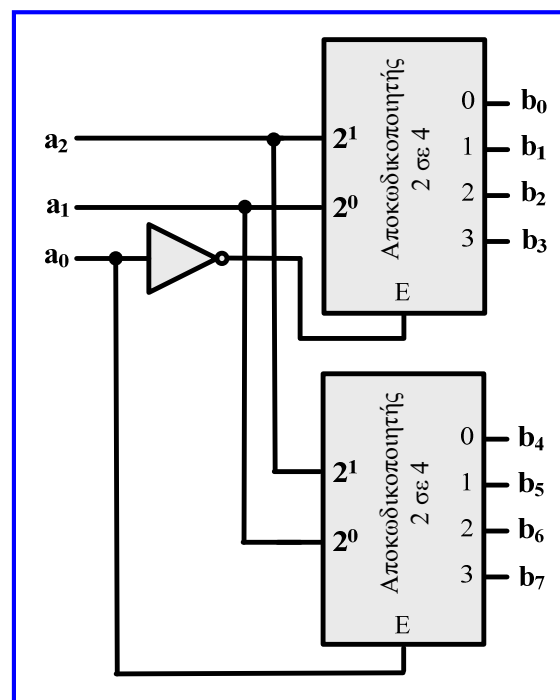 a₂
a₁
a₀
2¹
2⁰
Αποκωδικοποιητής
2 σε 4
E
0
1
2
3
b₀
b₁
b₂
b₃
2¹
2⁰
Αποκωδικοποιητής
2 σε 4
E
0
1
2
3
b₄
b₅
b₆
b₇